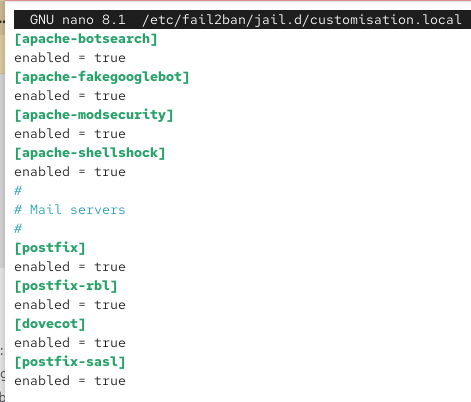 GNU nano 8.1 /etc/fail2ban/jail.d/customisation.local
[apache-botsearch]
enabled = true
[apache-fakegooglebot]
enabled = true
[apache-modsecurity]
enabled = true
[apache-shellshock]
enabled = true
#
# Mail servers
#
[postfix]
enabled = true
[postfix-rbl]
enabled = true
[dovecot]
enabled = true
[postfix-sasl]
enabled = true